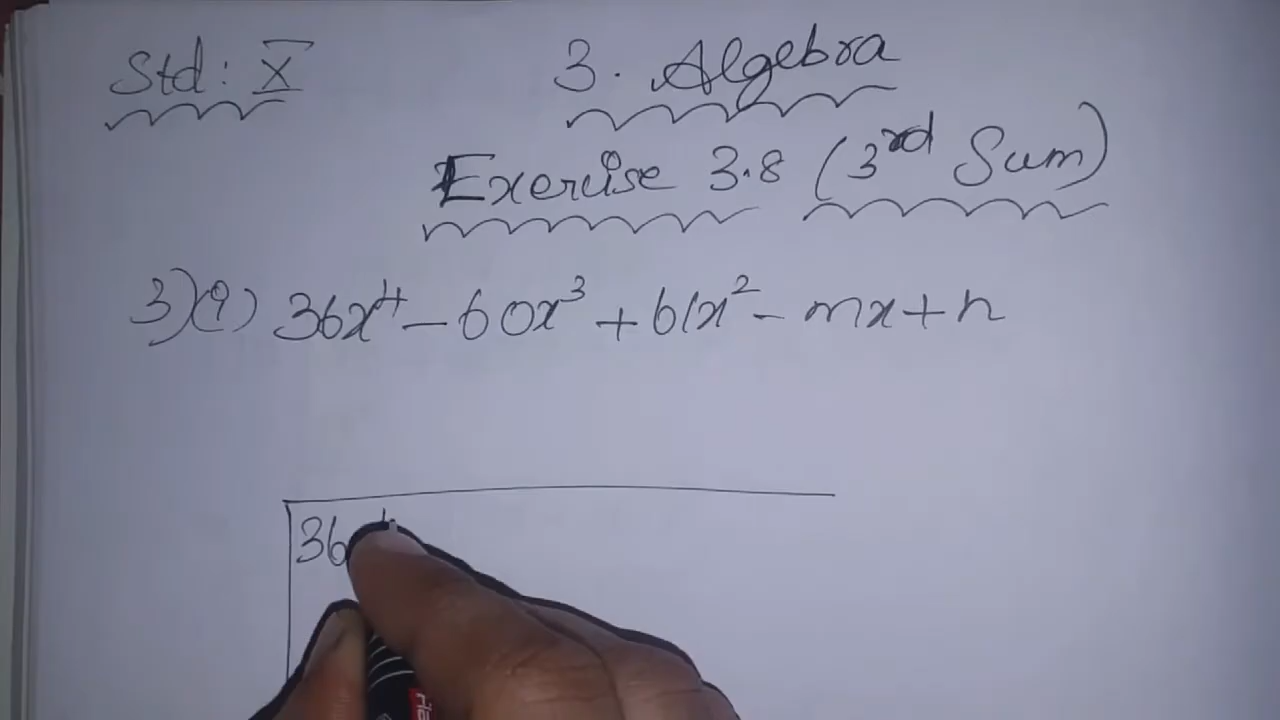 Std: X
3. Algebra
Exercise 3.8 (3rd Sum)
3)(i) 36x⁴ - 60x³ + 61x² - mx + n
36